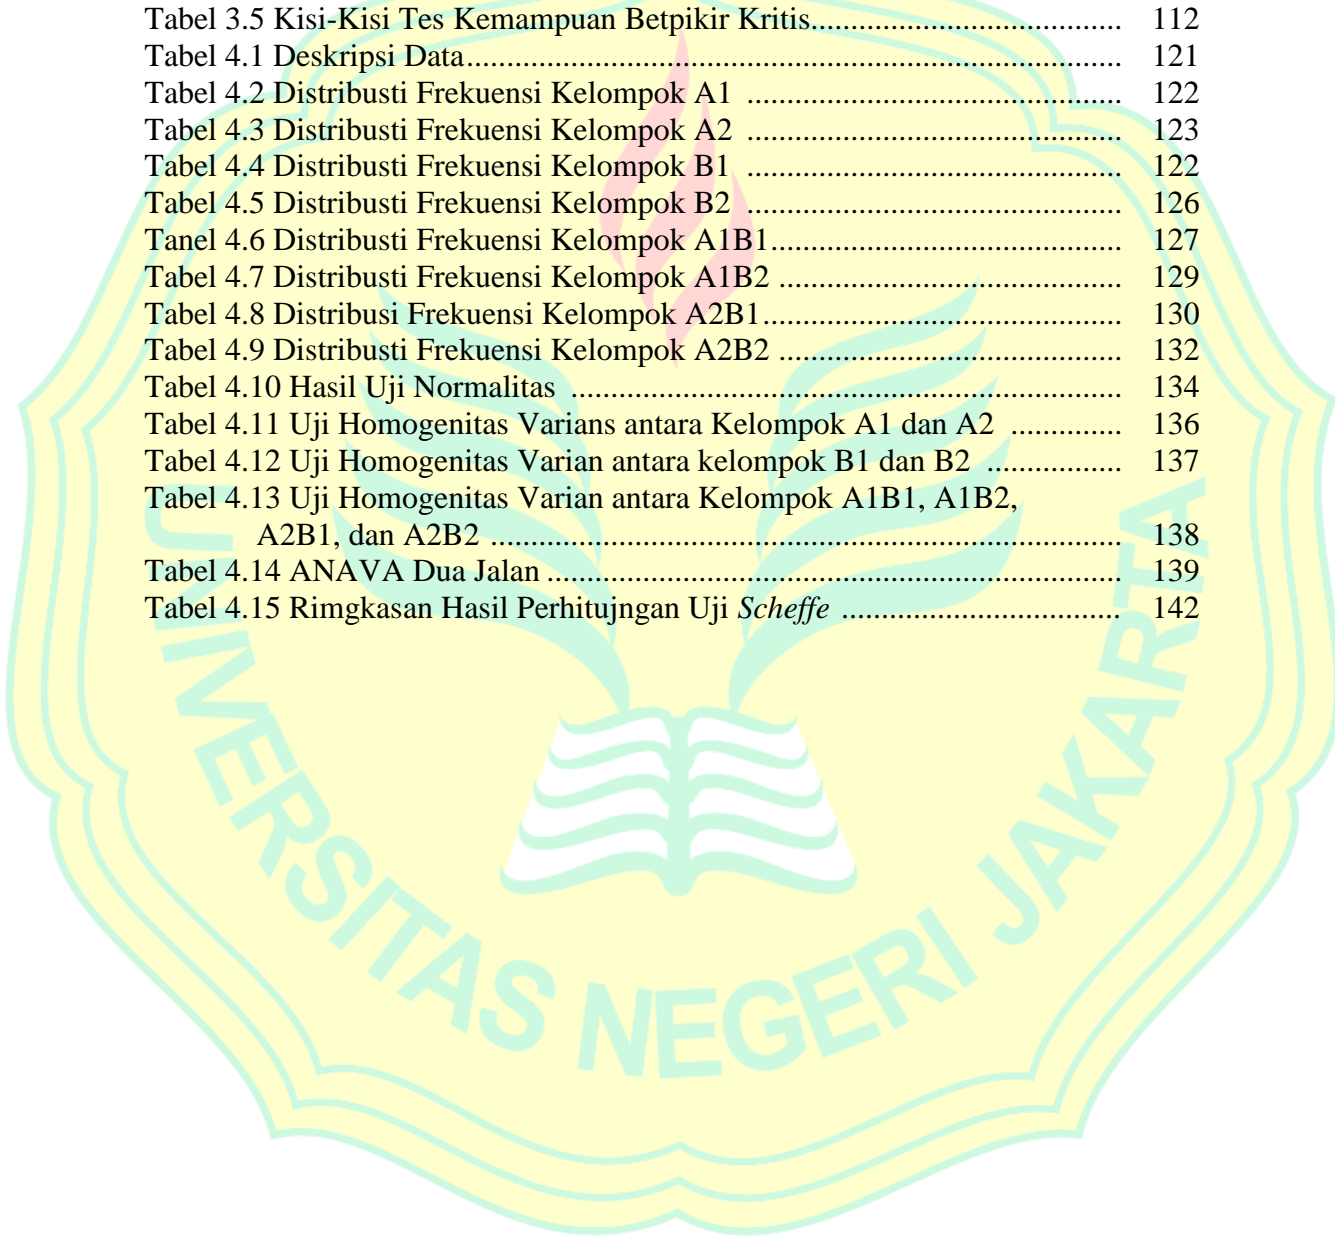 Tabel 3.5 Kisi-Kisi Tes Kemampuan Betpikir Kritis....................................... 112
Tabel 4.1 Deskripsi Data.................................................................................. 121
Tabel 4.2 Distribusti Frekuensi Kelompok A1 ............................................... 122
Tabel 4.3 Distribusti Frekuensi Kelompok A2 ............................................... 123
Tabel 4.4 Distribusti Frekuensi Kelompok B1 ............................................... 122
Tabel 4.5 Distribusti Frekuensi Kelompok B2 ............................................... 126
Tanel 4.6 Distribusti Frekuensi Kelompok A1B1............................................ 127
Tabel 4.7 Distribusti Frekuensi Kelompok A1B2 ........................................... 129
Tabel 4.8 Distribusi Frekuensi Kelompok A2B1............................................. 130
Tabel 4.9 Distribusti Frekuensi Kelompok A2B2 ........................................... 132
Tabel 4.10 Hasil Uji Normalitas ..................................................................... 134
Tabel 4.11 Uji Homogenitas Varians antara Kelompok A1 dan A2 .............. 136
Tabel 4.12 Uji Homogenitas Varian antara kelompok B1 dan B2 ................. 137
Tabel 4.13 Uji Homogenitas Varian antara Kelompok A1B1, A1B2,
A2B1, dan A2B2 ............................................................................... 138
Tabel 4.14 ANAVA Dua Jalan ........................................................................ 139
Tabel 4.15 Rimgkasan Hasil Perhitujngan Uji Scheffe ................................... 142
UNIVERSITAS NEGERI JAKARTA